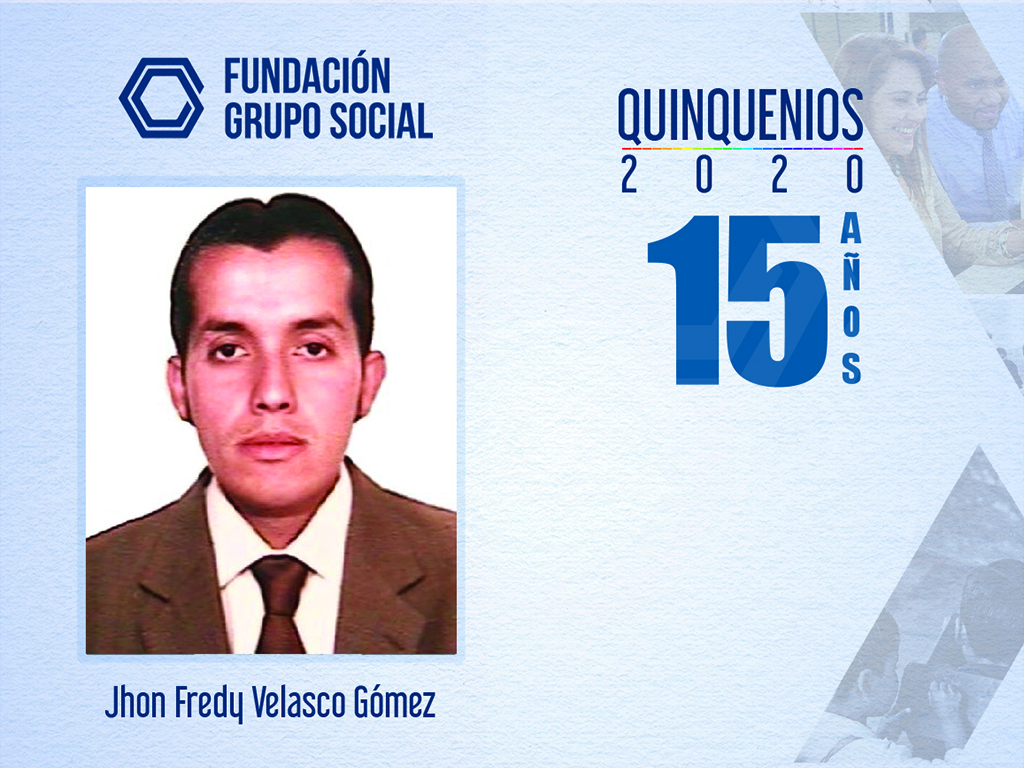 FUNDACIÓN
GRUPO SOCIAL
QUINQUENIOS
2020
15 AÑOS
Jhon Fredy Velasco Gómez